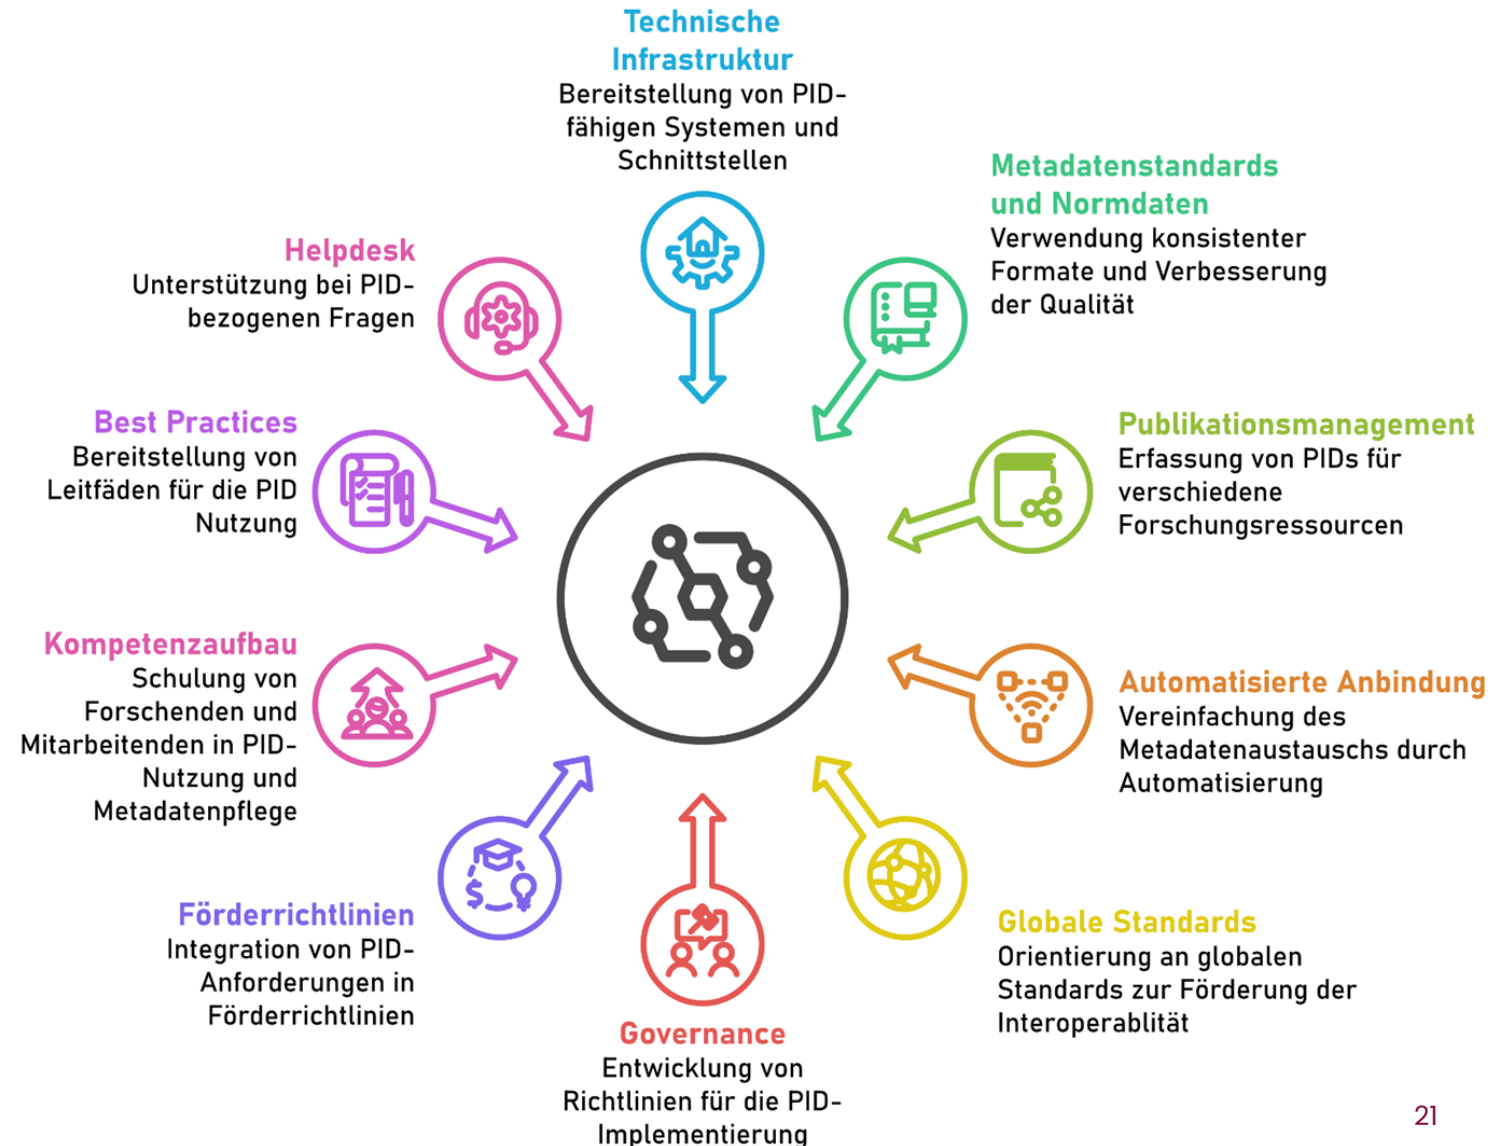 Technische
Infrastruktur
Bereitstellung von PID-
fähigen Systemen und
Schnittstellen
Metadatenstandards
und Normdaten
Verwendung konsistenter
Formate und Verbesserung
der Qualität
Publikationsmanagement
Erfassung von PIDs für
verschiedene
Forschungsressourcen
Automatisierte Anbindung
Vereinfachung des
Metadatenaustauschs durch
Automatisierung
Globale Standards
Orientierung an globalen
Standards zur Förderung der
Interoperablität
Governance
Entwicklung von
Richtlinien für die PID-
Implementierung
Förderrichtlinien
Integration von PID-
Anforderungen in
Förderrichtlinien
Kompetenzaufbau
Schulung von
Forschenden und
Mitarbeitenden in PID-
Nutzung und
Metadatenpflege
Best Practices
Bereitstellung von
Leitfäden für die PID
Nutzung
Helpdesk
Unterstützung bei PID-
bezogenen Fragen
$
21